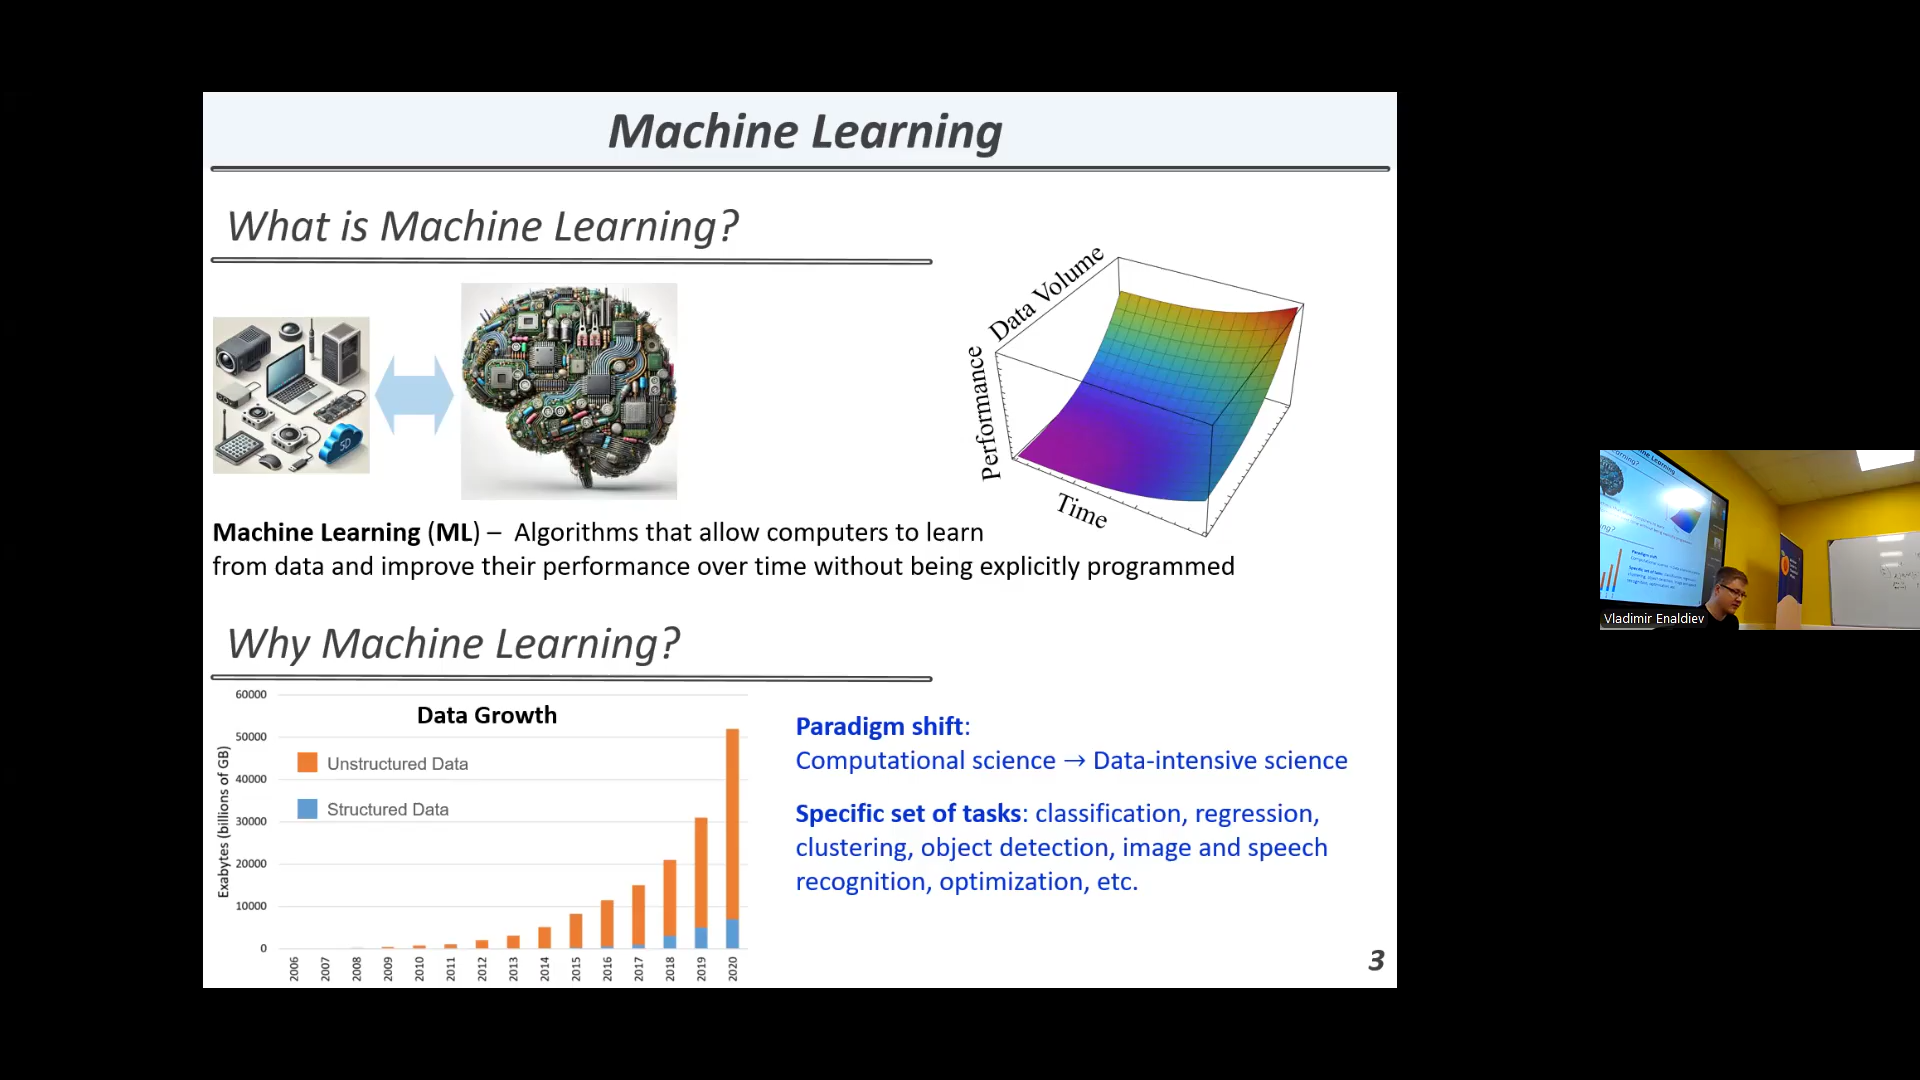 Machine Learning
What is Machine Learning?
Data Volume
Performance
Time
Machine Learning (ML) – Algorithms that allow computers to learn
from data and improve their performance over time without being explicitly programmed
Why Machine Learning?
Data Growth
Unstructured Data
Structured Data
Exabytes (billions of GB)
60000
50000
40000
30000
20000
10000
0
2006 2007 2008 2009 2010 2011 2012 2013 2014 2015 2016 2017 2018 2019 2020
Paradigm shift:
Computational science → Data-intensive science
Specific set of tasks: classification, regression,
clustering, object detection, image and speech
recognition, optimization, etc.
3
Vladimir Enaldiev